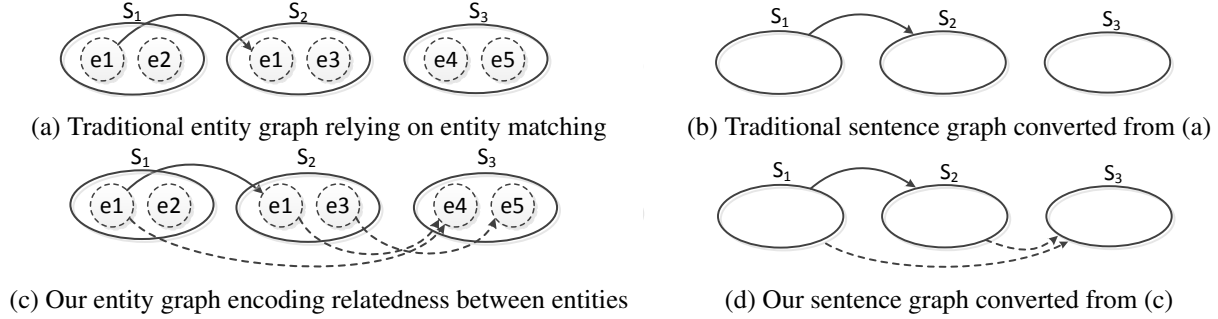 S1 S2 S3
e1 e2 e1 e3 e4 e5
(a) Traditional entity graph relying on entity matching
S1 S2 S3
(b) Traditional sentence graph converted from (a)
S1 S2 S3
e1 e2 e1 e3 e4 e5
(c) Our entity graph encoding relatedness between entities
S1 S2 S3
(d) Our sentence graph converted from (c)